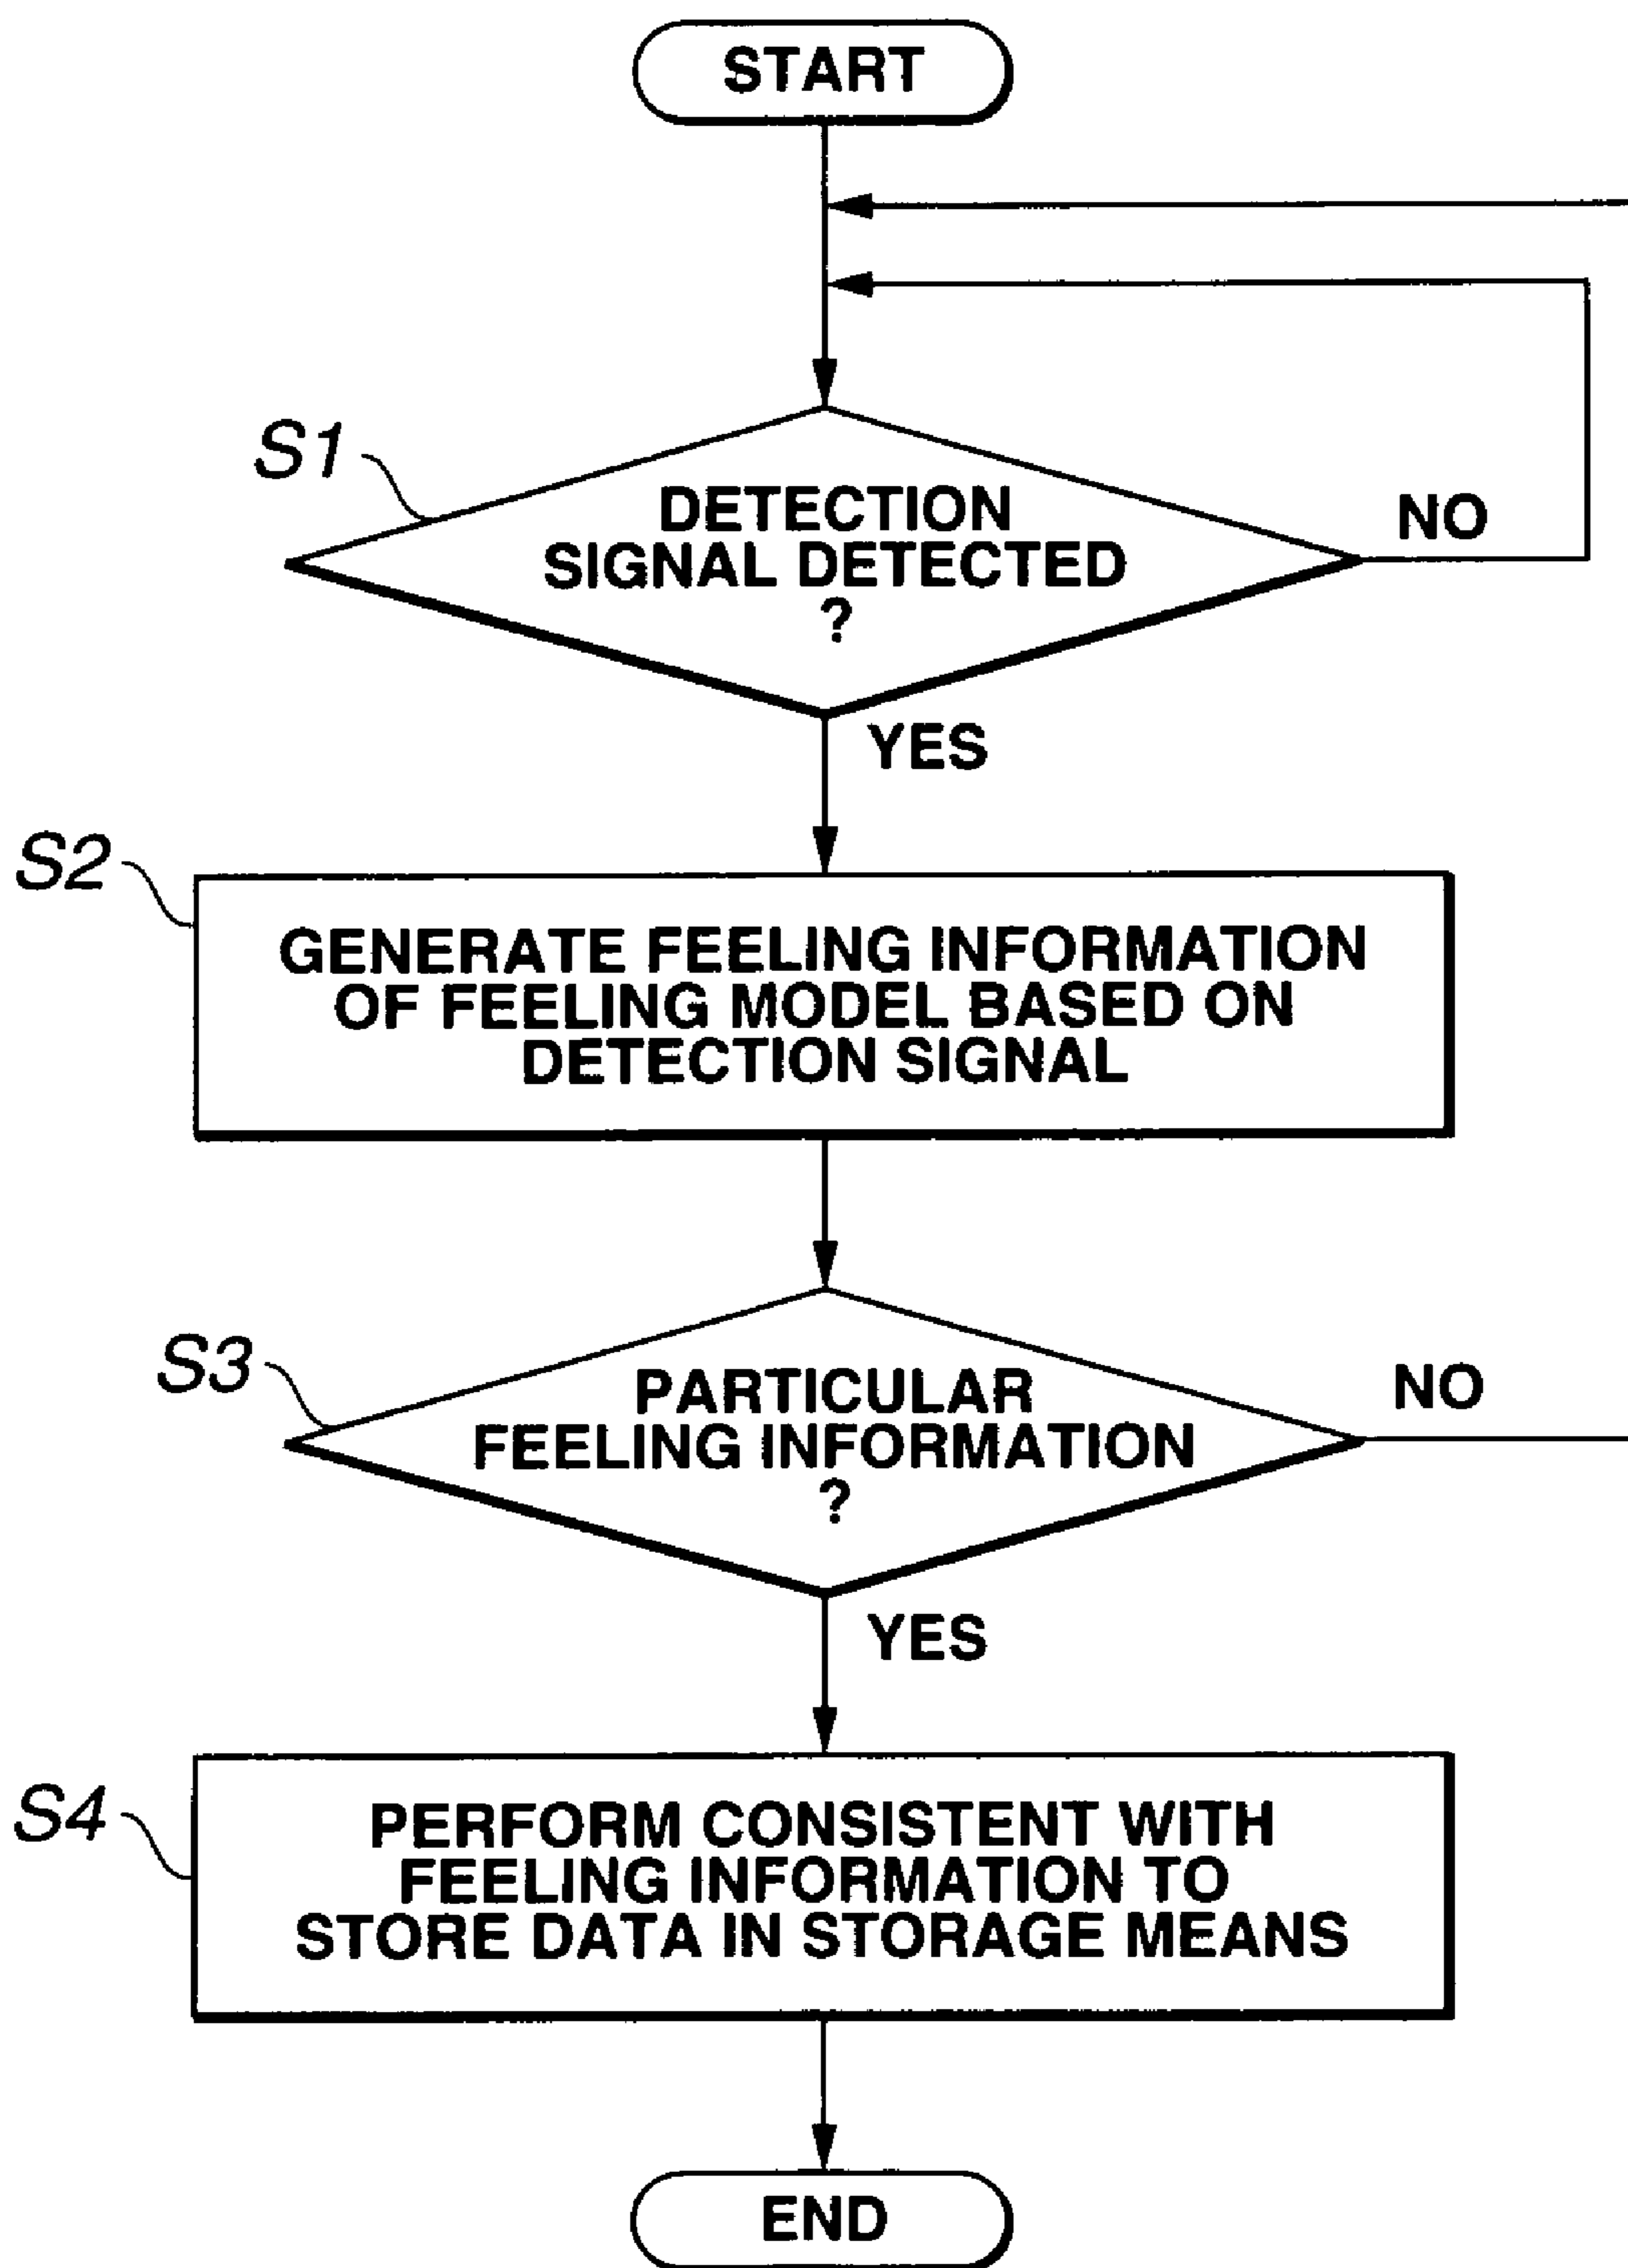 START
S1
DETECTION
SIGNAL DETECTED
?
NO
YES
S2
GENERATE FEELING INFORMATION
OF FEELING MODEL BASED ON
DETECTION SIGNAL
S3
PARTICULAR
FEELING INFORMATION
?
NO
YES
S4
PERFORM CONSISTENT WITH
FEELING INFORMATION TO
STORE DATA IN STORAGE MEANS
END